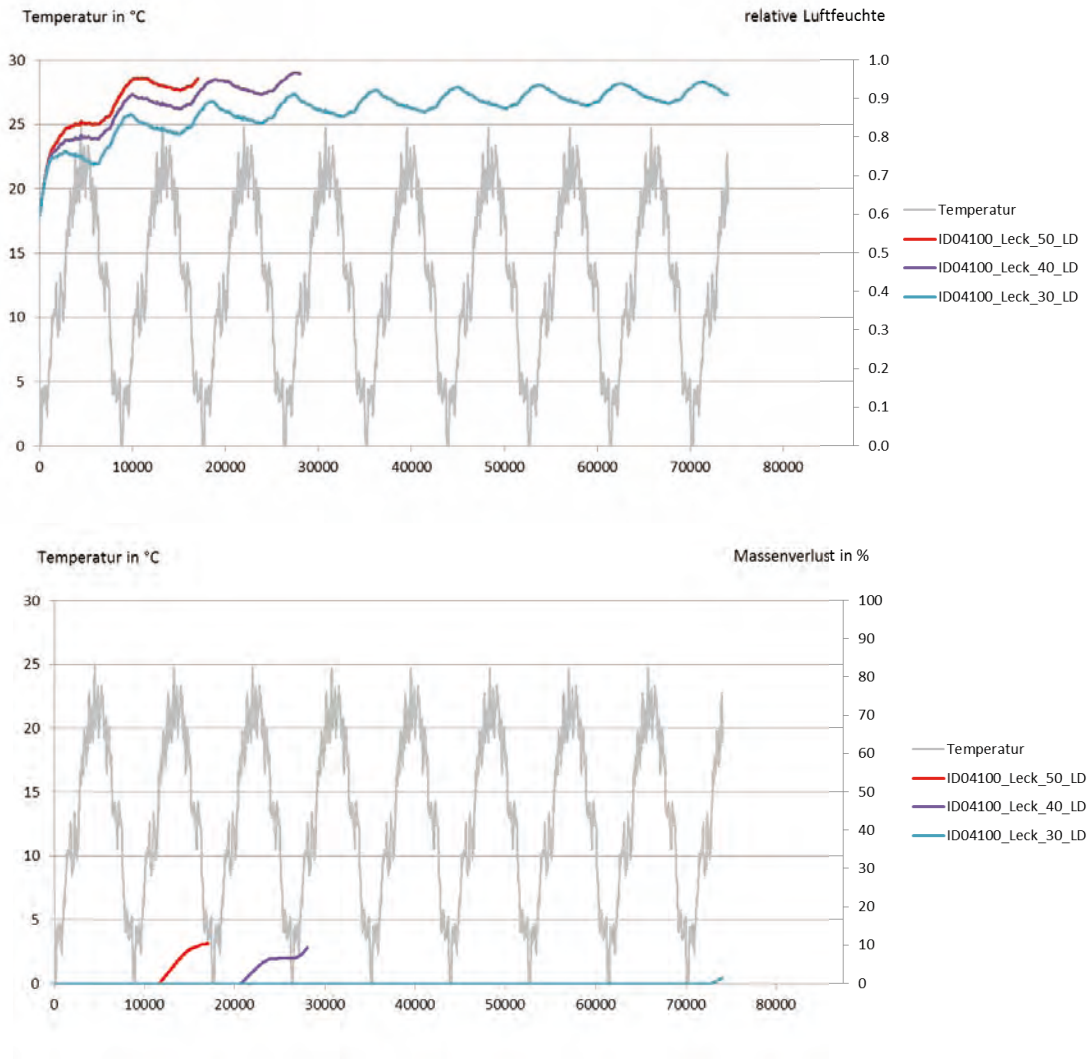 Temperatur in °C
relative Luftfeuchte
30
25
20
15
10
5
0
1.0
0.9
0.8
0.7
0.6
0.5
0.4
0.3
0.2
0.1
0.0
0 10000 20000 30000 40000 50000 60000 70000 80000
Temperatur
ID04100_Leck_50_LD
ID04100_Leck_40_LD
ID04100_Leck_30_LD
Temperatur in °C
Massenverlust in %
30
25
20
15
10
5
0
100
90
80
70
60
50
40
30
20
10
0
0 10000 20000 30000 40000 50000 60000 70000 80000
Temperatur
ID04100_Leck_50_LD
ID04100_Leck_40_LD
ID04100_Leck_30_LD